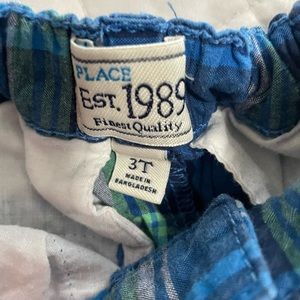 PLACE
EST. 1989
Finest Quality
3T
MADE IN
BANGLADESH